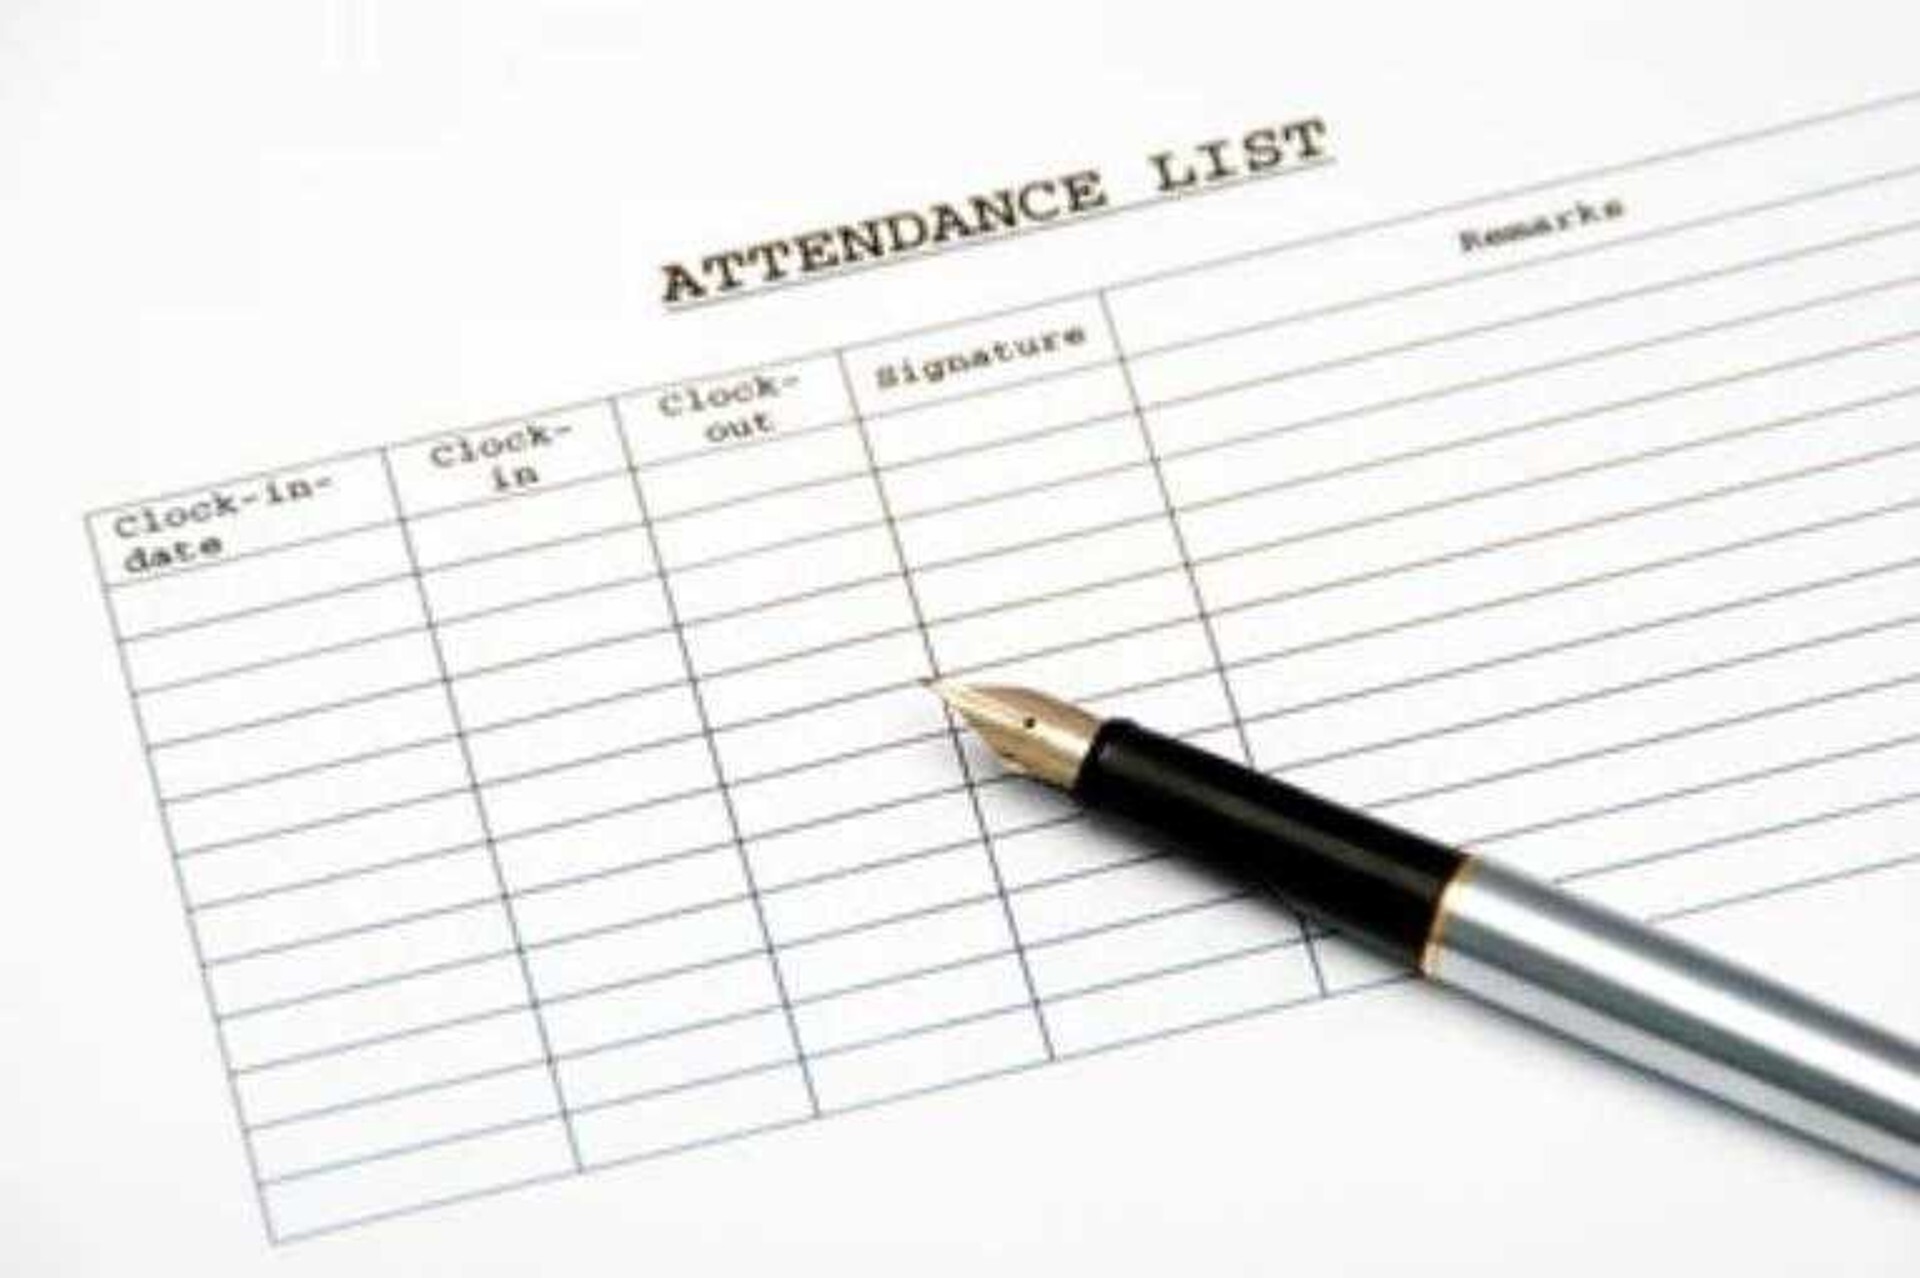 ATTENDANCE LIST
Clock-in-
date
Clock-
in
Clock-
out
Signature
Remarks